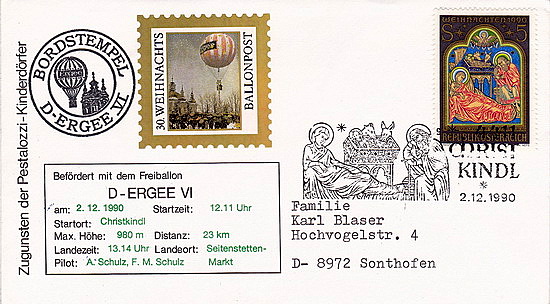 Zugunsten der Pestalozzi-Kinderdörfer
BORDSTEMPEL
D-ERGEE VI
30. WEIHNACHTS
BALLONPOST
WEIHNACHTEN 1990
S 5
REPUBLIK ÖSTERREICH
CHRIST
KINDL
2.12.1990
Befördert mit dem Freiballon
D-ERGEE VI
am: 2. 12. 1990 Startzeit: 12.11 Uhr
Startort: Christkindl
Max. Höhe: 980 m Distanz: 23 km
Landezeit: 13.14 Uhr Landeort: Seitenstetten-
Pilot: A. Schulz, F. M. Schulz Markt
Familie
Karl Blaser
Hochvogelstr. 4
D- 8972 Sonthofen